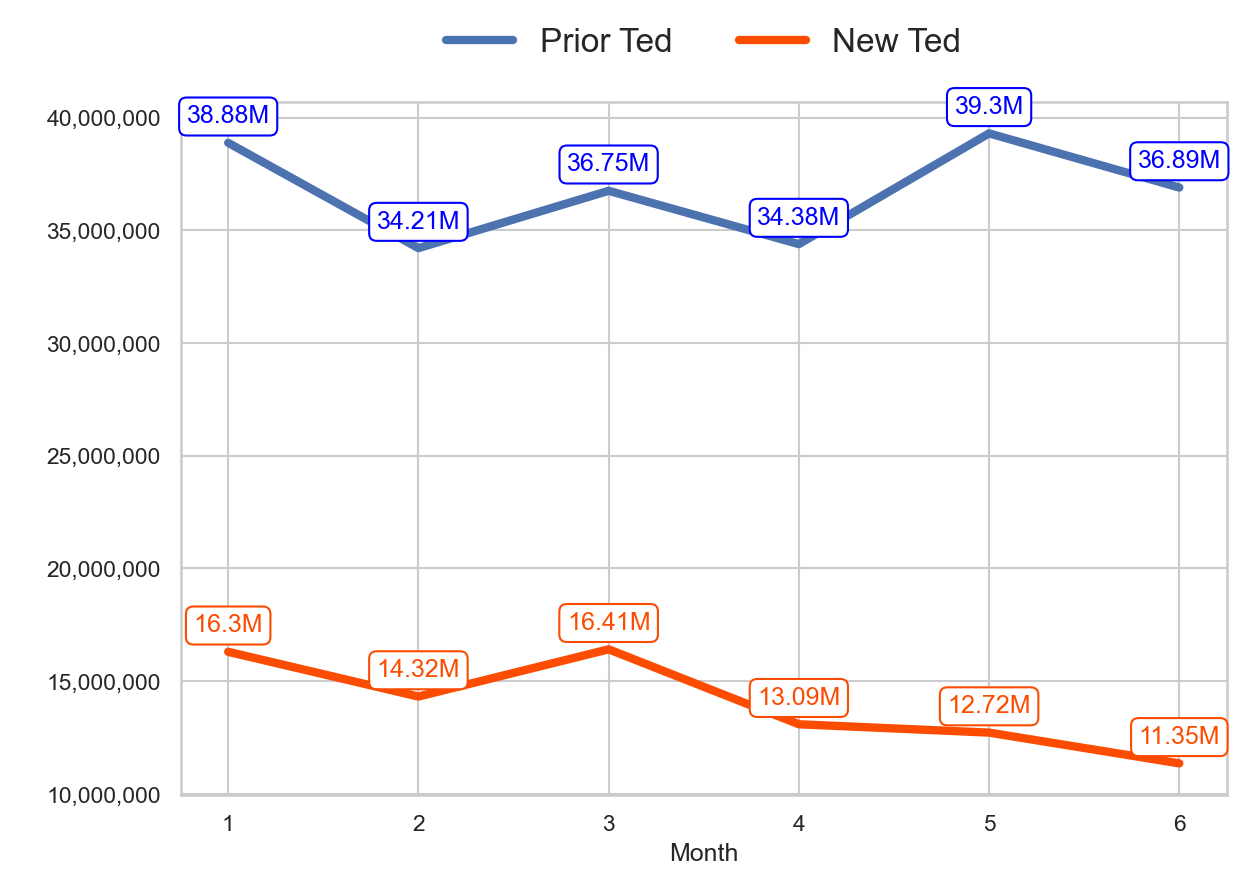 Prior Ted New Ted
40,000,000
35,000,000
30,000,000
25,000,000
20,000,000
15,000,000
10,000,000
38.88M
34.21M
36.75M
34.38M
39.3M
36.89M
16.3M
14.32M
16.41M
13.09M
12.72M
11.35M
1 2 3 4 5 6
Month